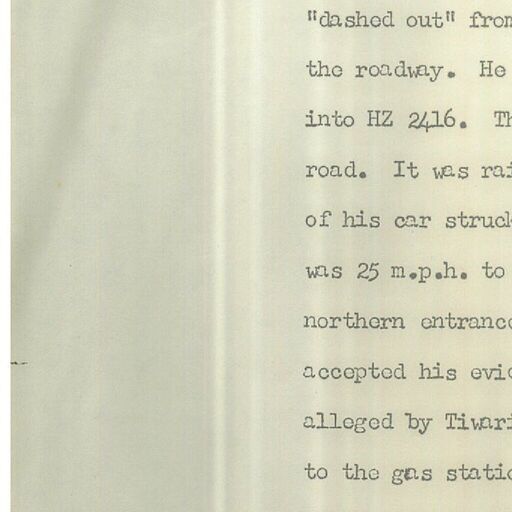 "dashed out" from
the roadway. He
into HZ 2416. Th
road. It was rai
of his car struck
was 25 m.p.h. to
northern entrance
accepted his evid
alleged by Tiwari
to the gas static